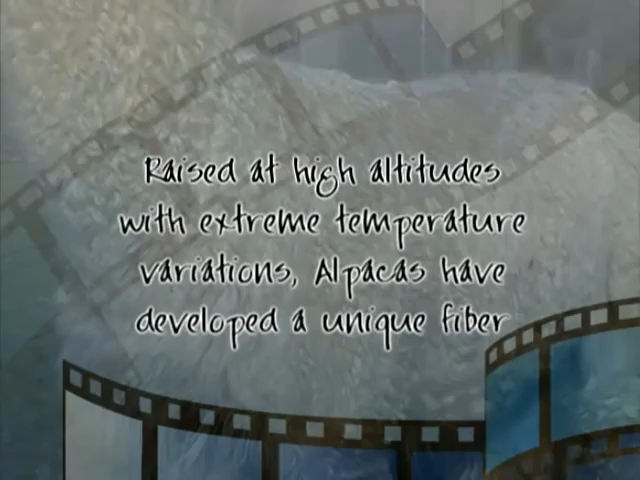 Raised at high altitudes
with extreme temperature
variations, Alpacas have
developed a unique fiber